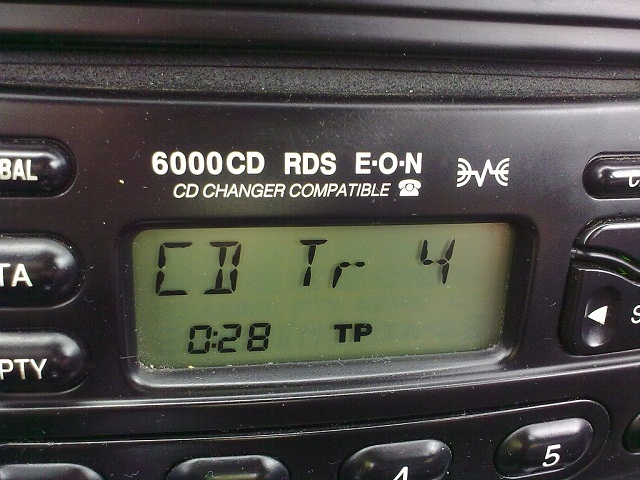 BAL
6000CD RDS E·O·N
CD CHANGER COMPATIBLE
TA
CD Tr 4
0:28 TP
PTY
4
5